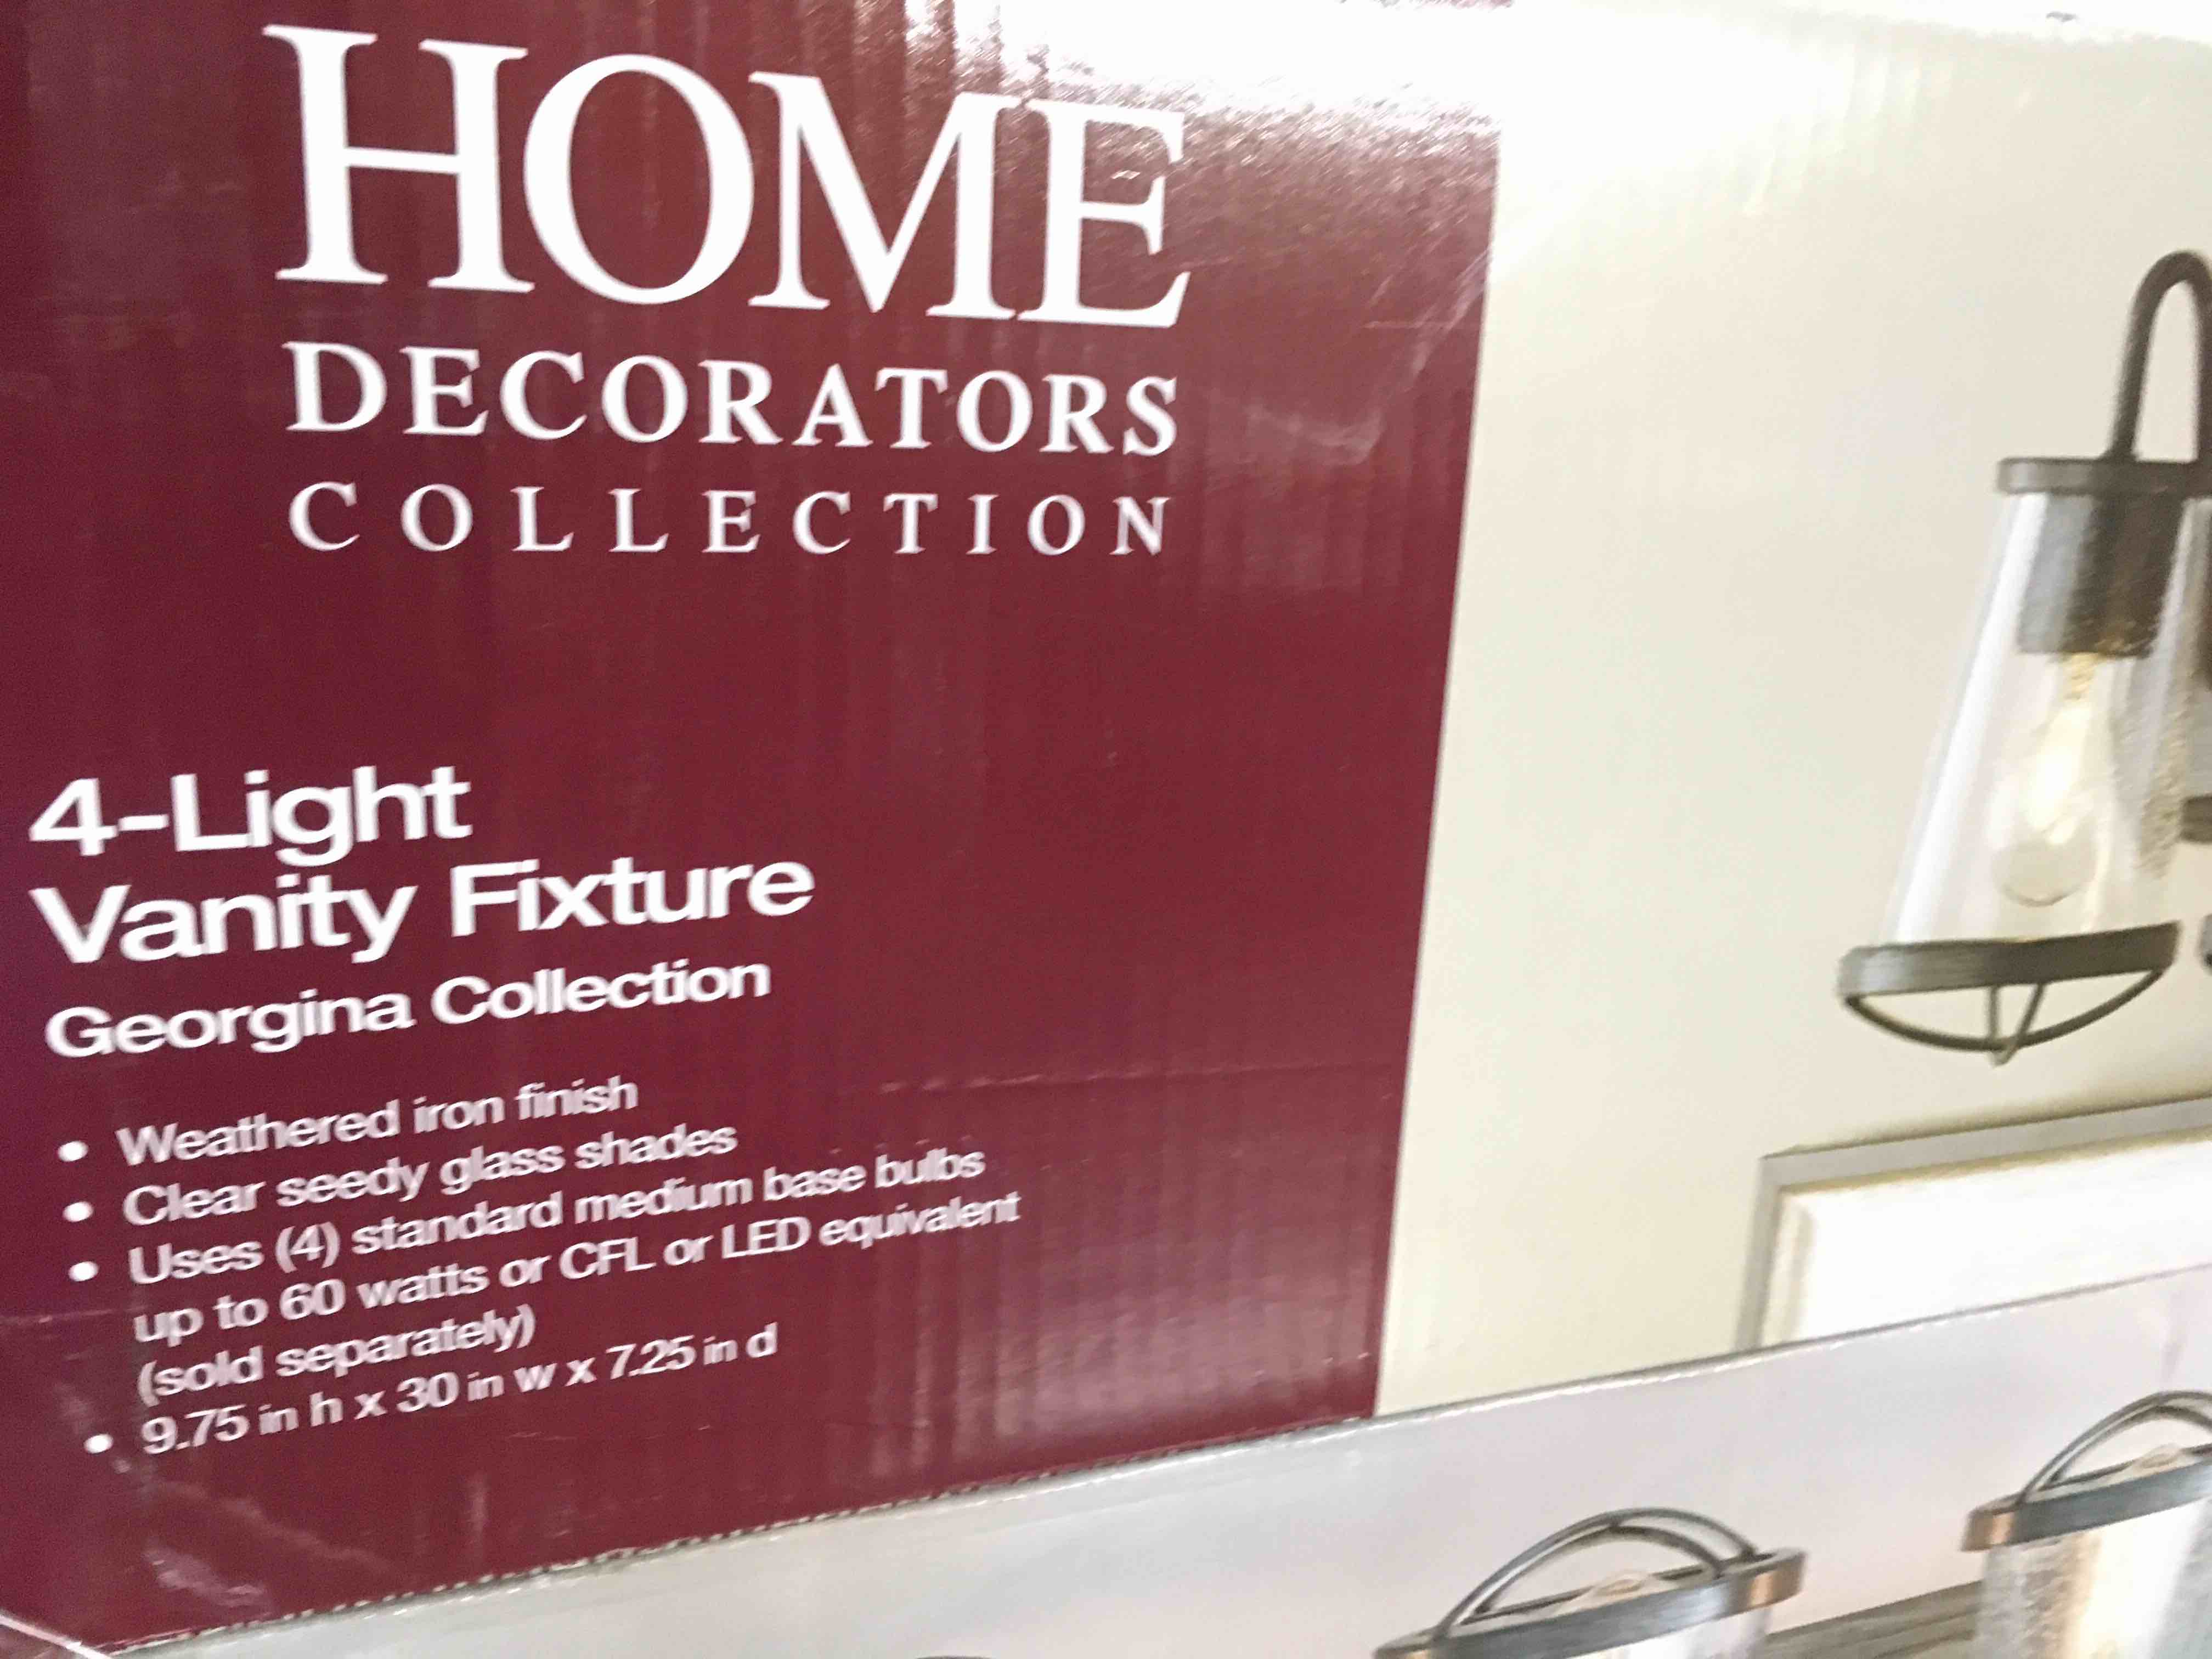 HOME
DECORATORS
COLLECTION
4-Light
Vanity Fixture
Georgina Collection
• Weathered iron finish
• Clear seedy glass shades
• Uses (4) standard medium base bulbs
up to 60 watts or CFL or LED equivalent
(sold separately)
• 9.75 in h x 30 in w x 7.25 in d